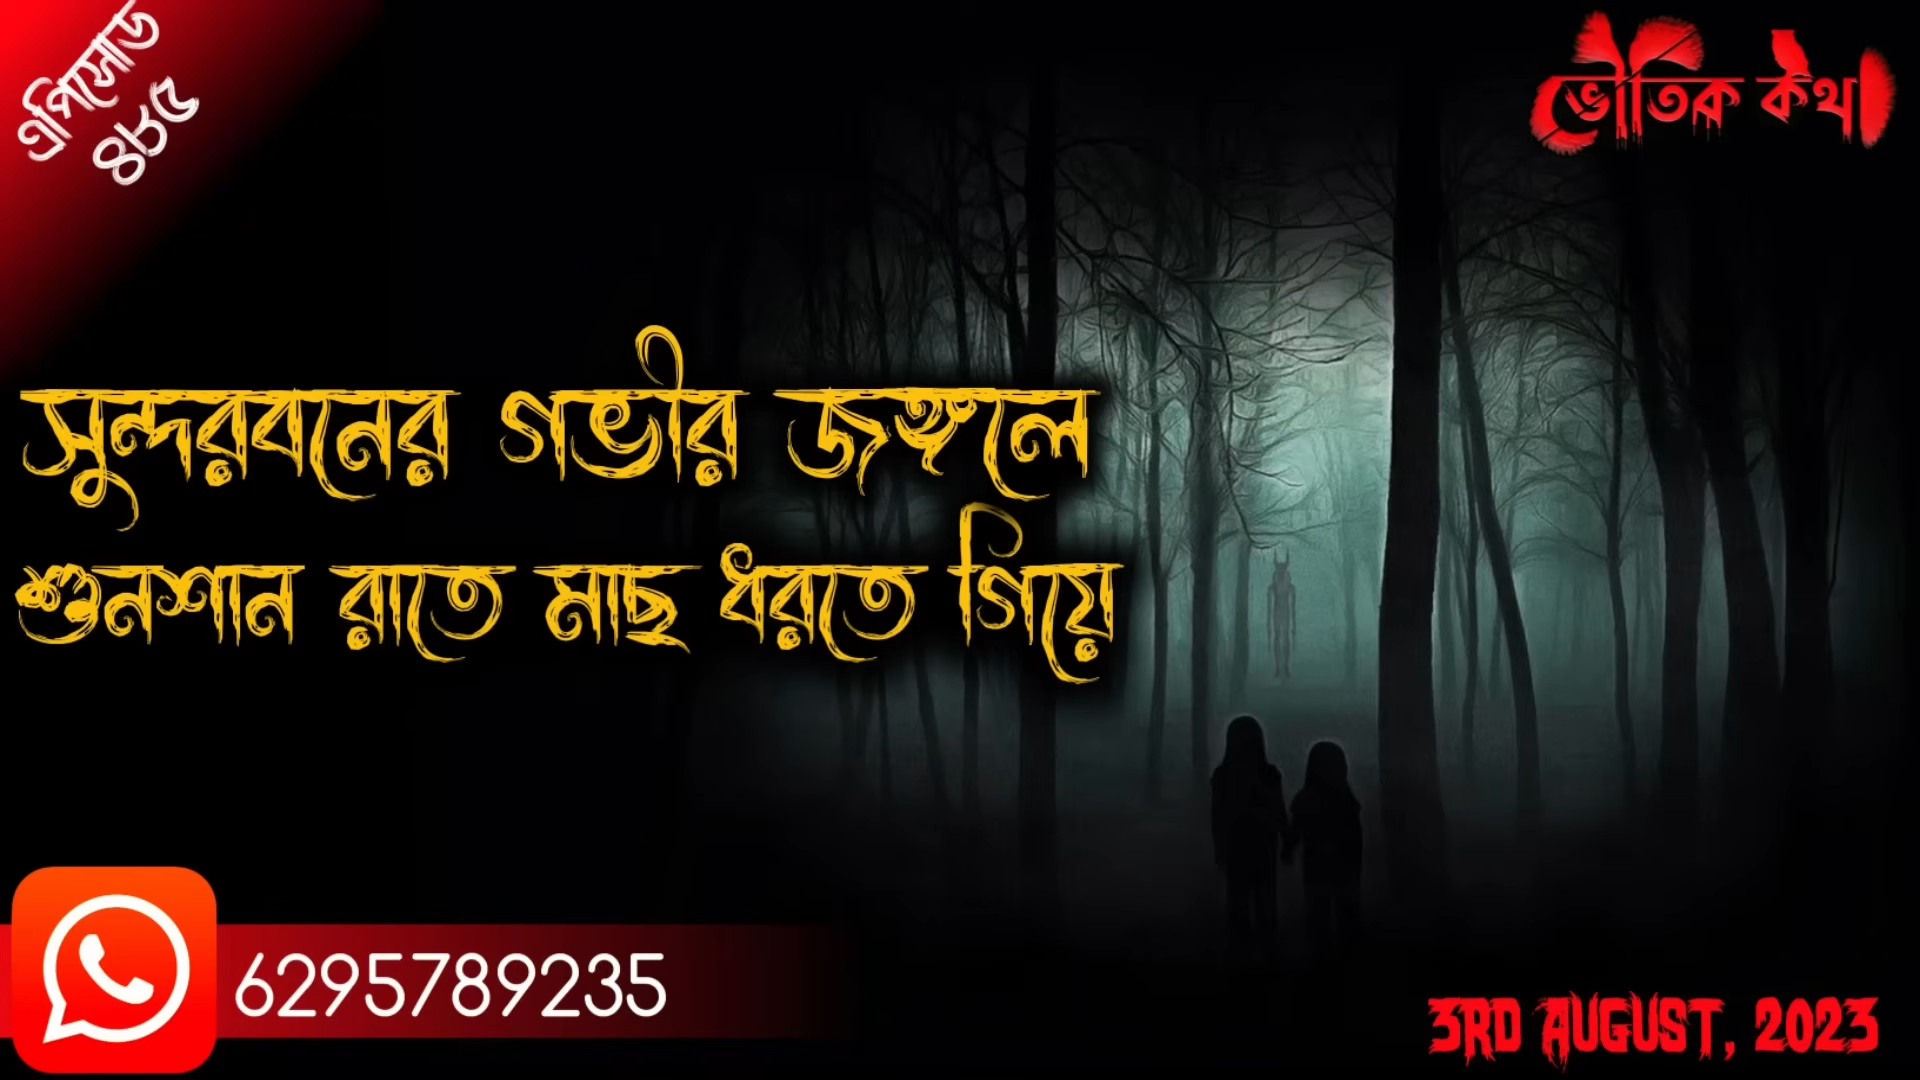 এপিসোড
৪৮৫
ভৌতিক কথা
সুন্দরবনের গভীর জঙ্গলে
শুনশান রাতে মাছ ধরতে গিয়ে
6295789235
3RD AUGUST, 2023